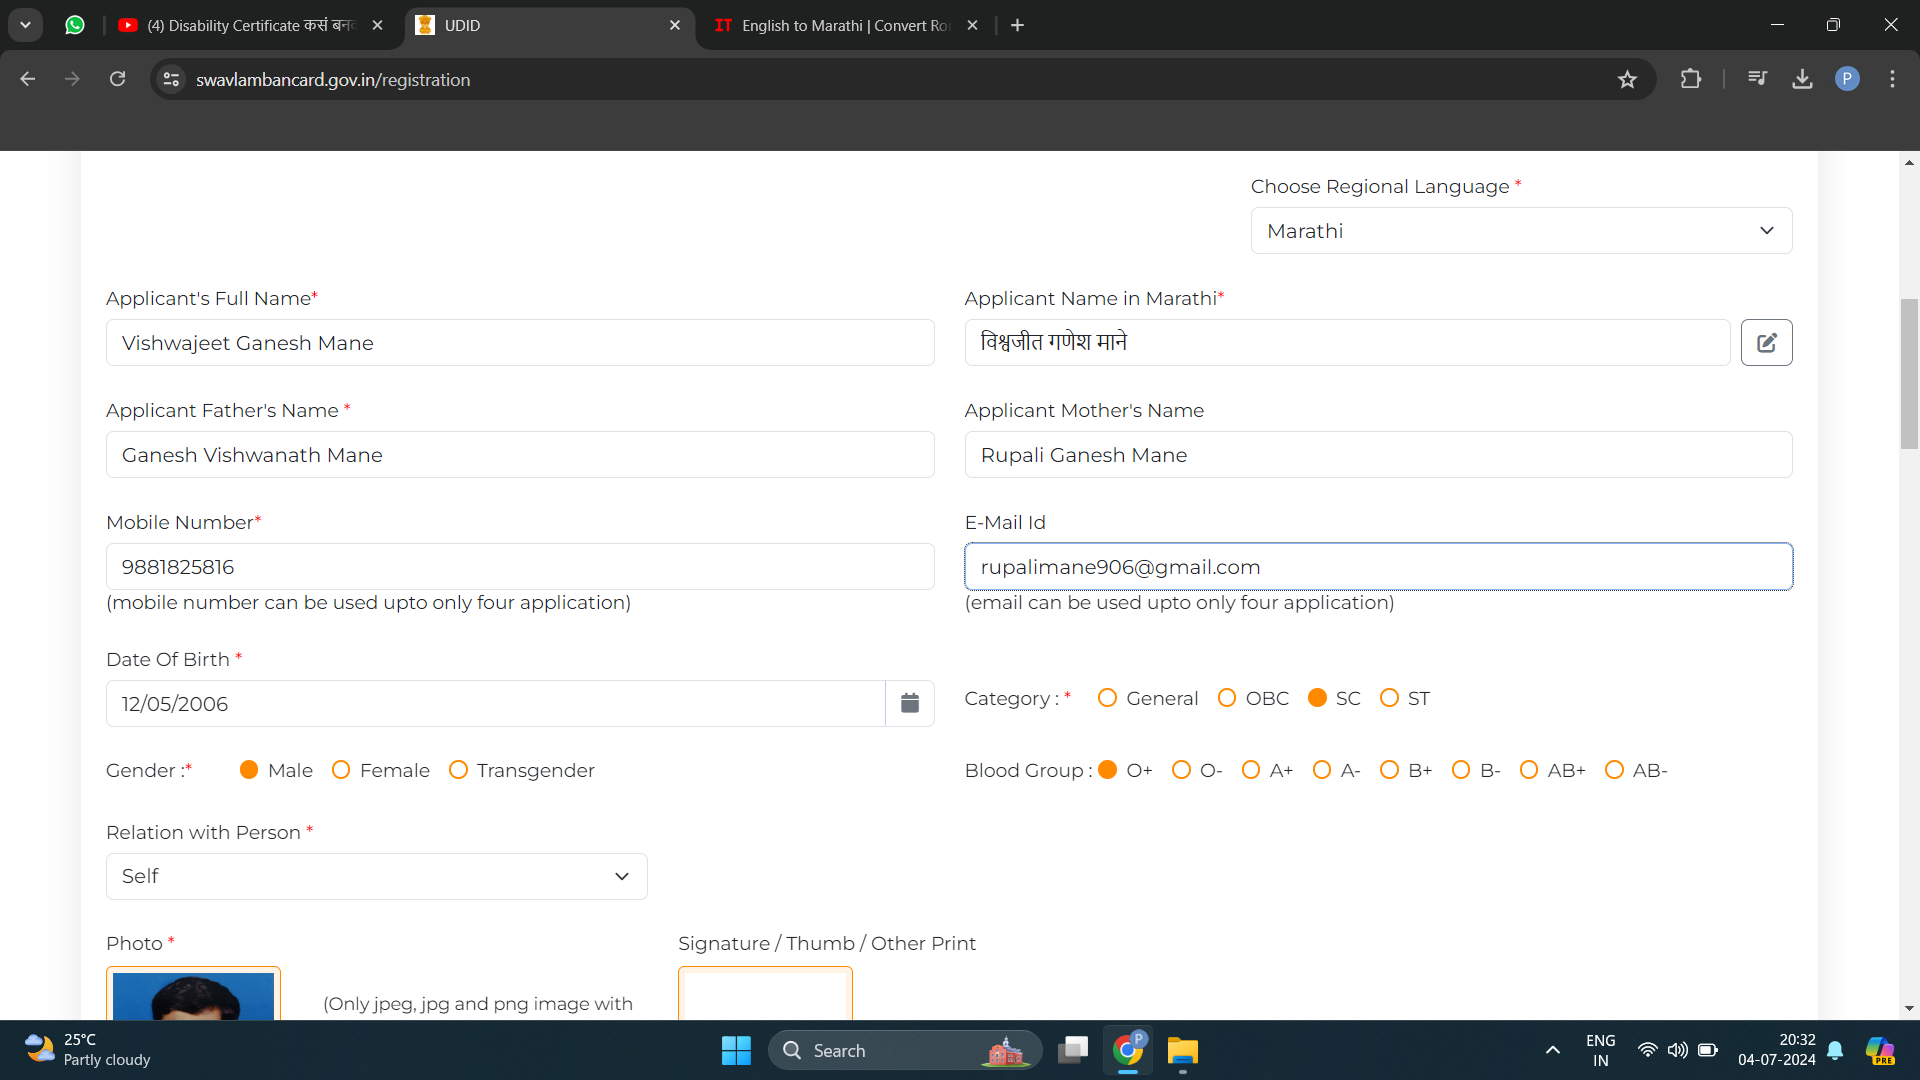 (4) Disability Certificate कसं बनव
UDID
English to Marathi | Convert Ro
swavlambancard.gov.in/registration
P
Choose Regional Language *
Marathi
Applicant's Full Name*
Applicant Name in Marathi*
Vishwajeet Ganesh Mane
विश्वजीत गणेश माने
Applicant Father's Name *
Applicant Mother's Name
Ganesh Vishwanath Mane
Rupali Ganesh Mane
Mobile Number*
E-Mail Id
9881825816
rupalimane906@gmail.com
(mobile number can be used upto only four application)
(email can be used upto only four application)
Date Of Birth *
12/05/2006
Category : * General OBC SC ST
Gender :* Male Female Transgender
Blood Group : O+ O- A+ A- B+ B- AB+ AB-
Relation with Person *
Self
Photo *
Signature / Thumb / Other Print
(Only jpeg, jpg and png image with
25°C
Partly cloudy
Search
P
ENG
IN
20:32
04-07-2024
PRE
IT